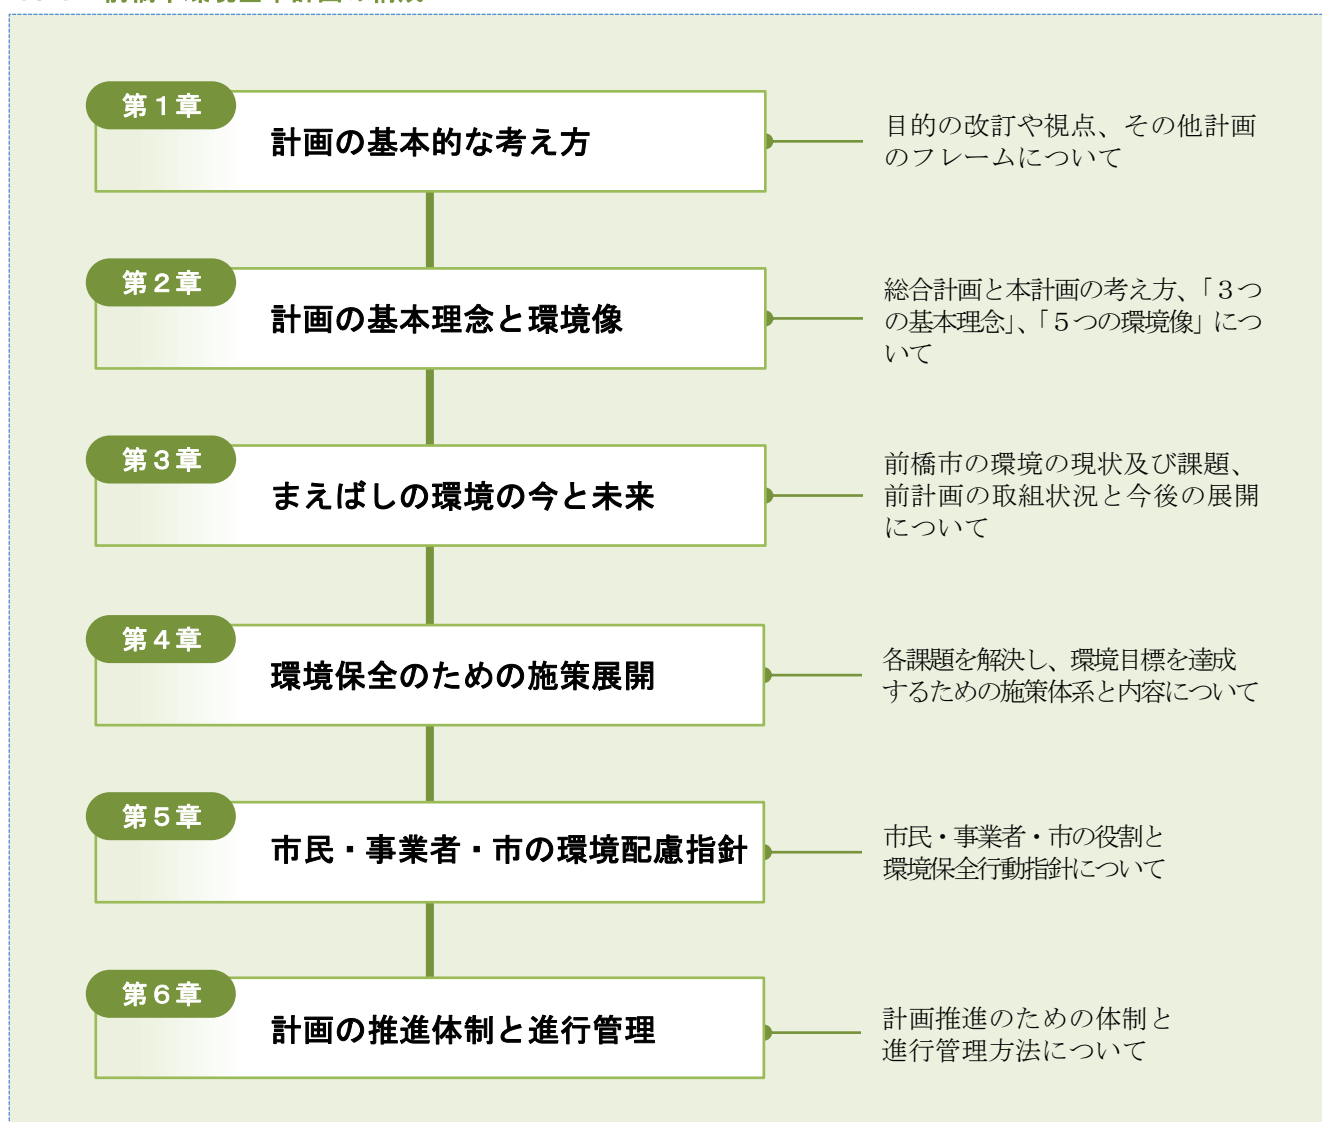 第１章
計画の基本的な考え方
目的の改訂や視点、その他計画
のフレームについて
第２章
計画の基本理念と環境像
総合計画と本計画の考え方、「３つ
の基本理念」、「５つの環境像」につ
いて
第３章
まえばしの環境の今と未来
前橋市の環境の現状及び課題、
前計画の取組状況と今後の展開
について
第４章
環境保全のための施策展開
各課題を解決し、環境目標を達成
するための施策体系と内容について
第５章
市民・事業者・市の環境配慮指針
市民・事業者・市の役割と
環境保全行動指針について
第６章
計画の推進体制と進行管理
計画推進のための体制と
進行管理方法について